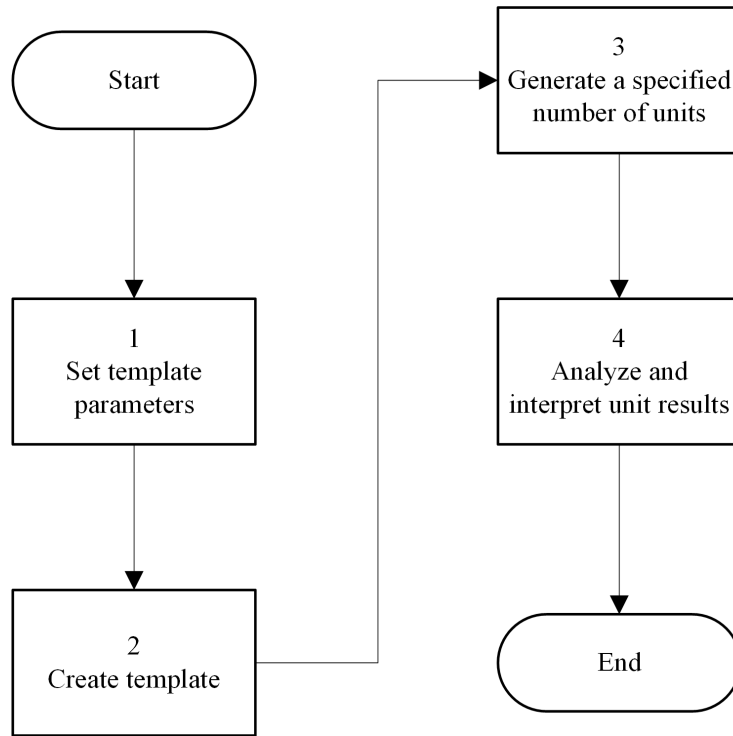 Start
1
Set template
parameters
2
Create template
3
Generate a specified
number of units
4
Analyze and
interpret unit results
End